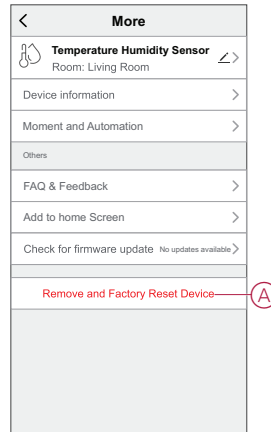 More
Temperature Humidity Sensor
Room: Living Room
Device information
Moment and Automation
Others
FAQ & Feedback
Add to home Screen
Check for firmware update No updates available
Remove and Factory Reset Device
A